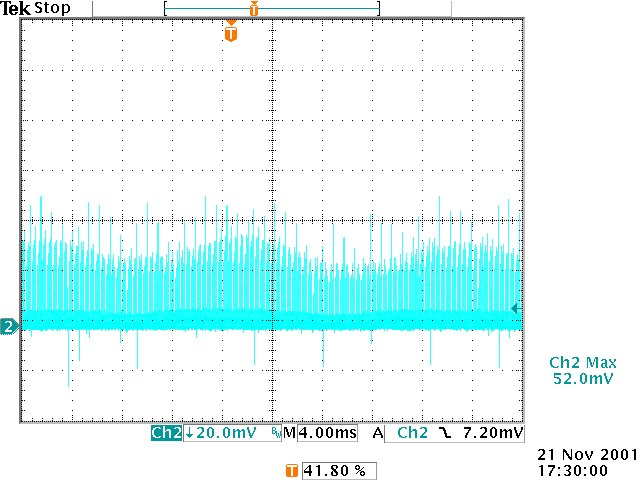 Tek Stop
T
T
2
Ch2 Max
52.0mV
Ch2 ↓20.0mV BW M 4.00ms A Ch2 7.20mV
T 41.80 %
21 Nov 2001
17:30:00